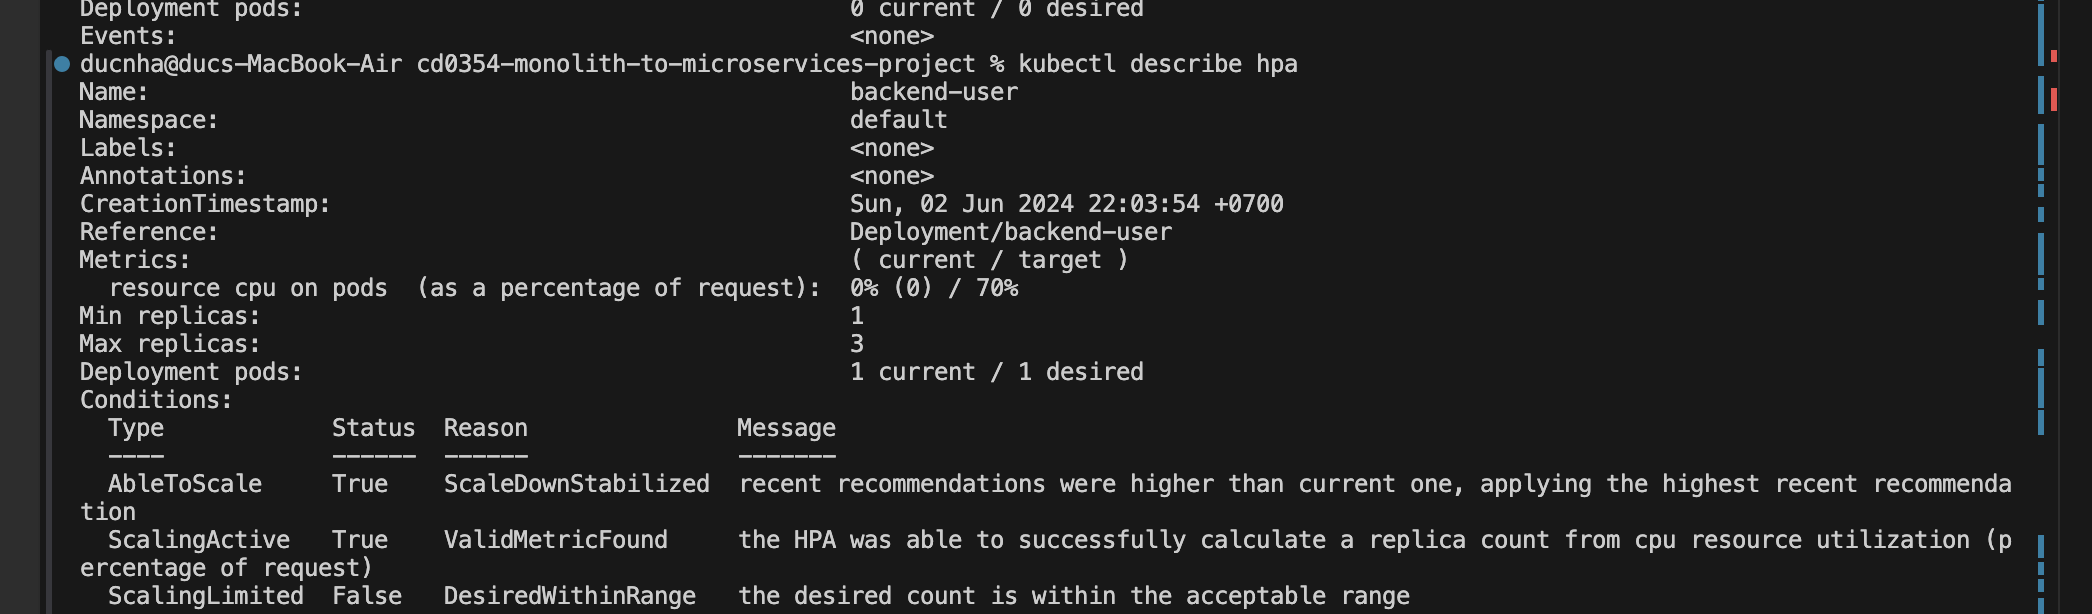 Deployment pods: 0 current / 0 desired
Events: <none>
ducnha@ducs-MacBook-Air cd0354-monolith-to-microservices-project % kubectl describe hpa
Name: backend-user
Namespace: default
Labels: <none>
Annotations: <none>
CreationTimestamp: Sun, 02 Jun 2024 22:03:54 +0700
Reference: Deployment/backend-user
Metrics: ( current / target )
  resource cpu on pods  (as a percentage of request):  0% (0) / 70%
Min replicas: 1
Max replicas: 3
Deployment pods: 1 current / 1 desired
Conditions:
  Type            Status  Reason               Message
  ----            ------  ------               -------
  AbleToScale     True    ScaleDownStabilized  recent recommendations were higher than current one, applying the highest recent recommenda
tion
  ScalingActive   True    ValidMetricFound     the HPA was able to successfully calculate a replica count from cpu resource utilization (p
ercentage of request)
  ScalingLimited  False   DesiredWithinRange   the desired count is within the acceptable range